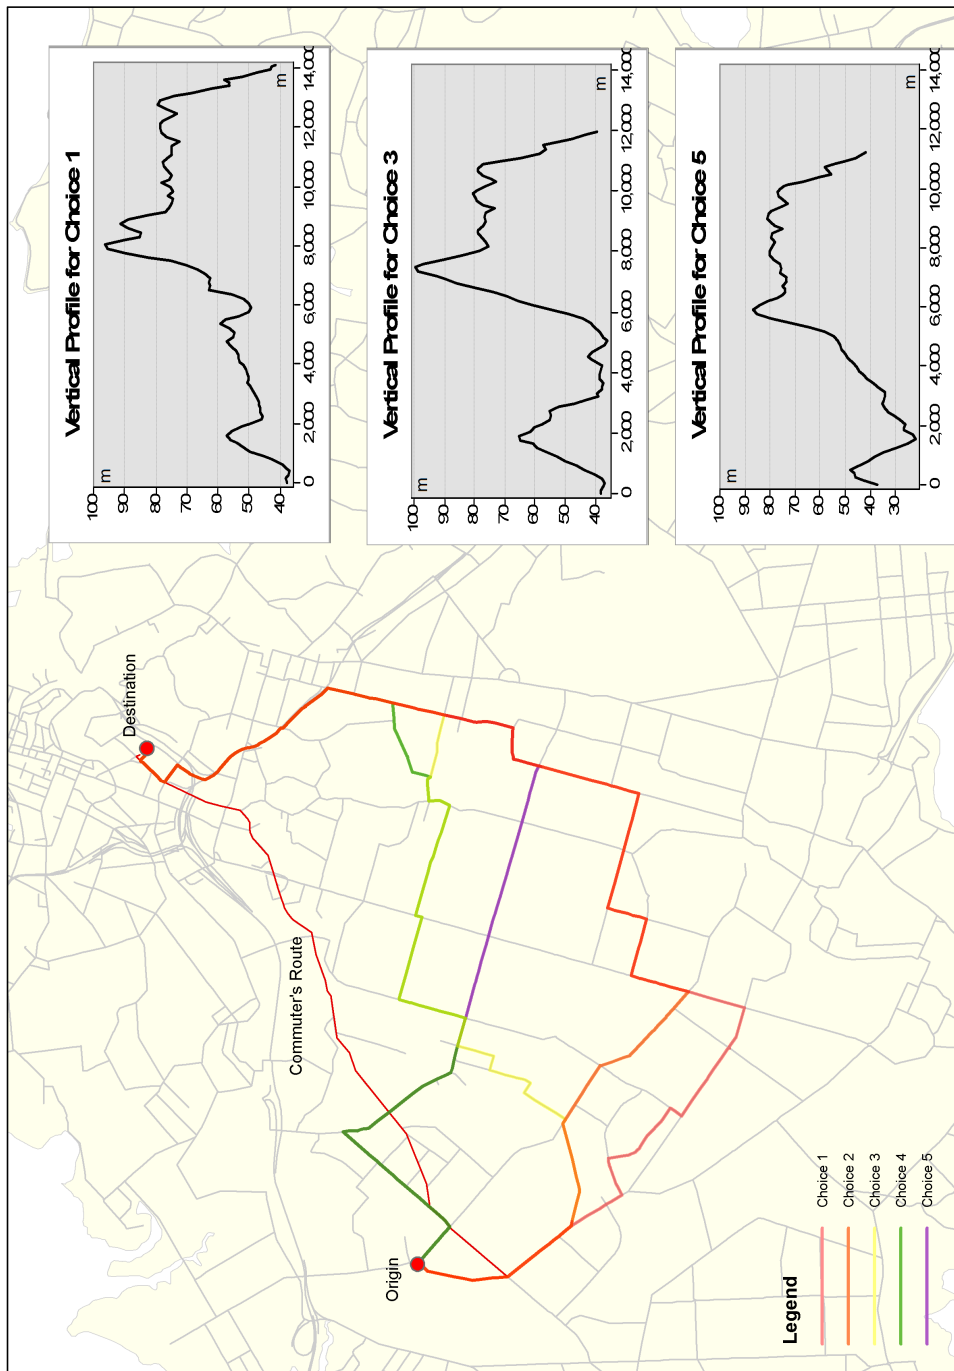 Vertical Profile for Choice 1
m
100
90
80
70
60
50
40
0
2,000
4,000
6,000
8,000
10,000
12,000
14,000
m
Vertical Profile for Choice 3
m
100
90
80
70
60
50
40
0
2,000
4,000
6,000
8,000
10,000
12,000
14,000
m
Vertical Profile for Choice 5
m
100
90
80
70
60
50
40
30
0
2,000
4,000
6,000
8,000
10,000
12,000
14,000
m
Destination
Commuter's Route
Origin
Legend
Choice 1
Choice 2
Choice 3
Choice 4
Choice 5